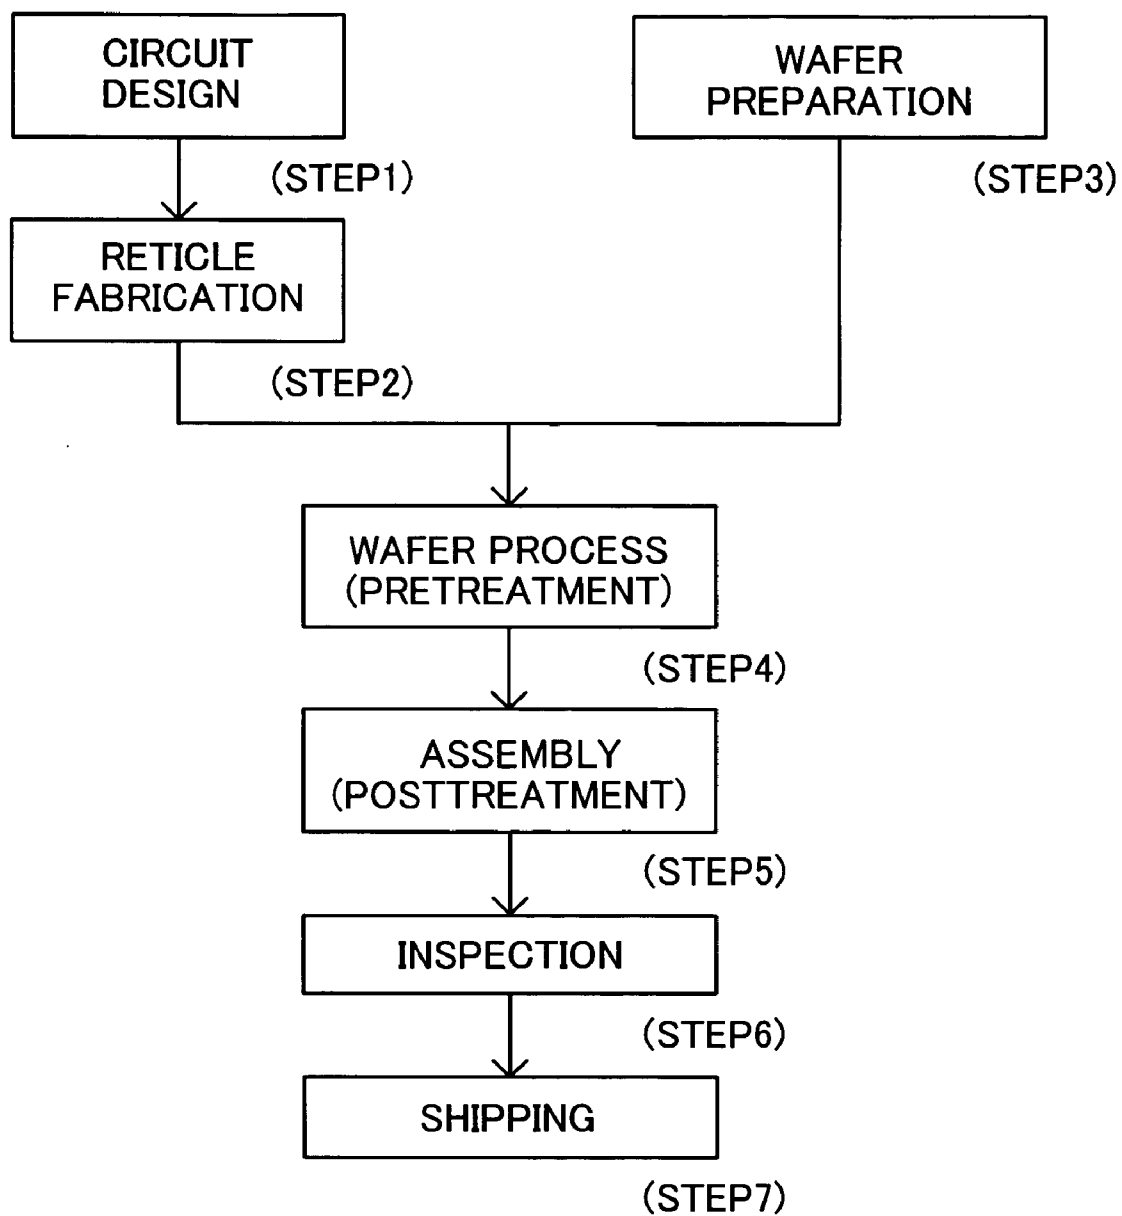 CIRCUIT
DESIGN
(STEP1)
RETICLE
FABRICATION
(STEP2)
WAFER
PREPARATION
(STEP3)
WAFER PROCESS
(PRETREATMENT)
(STEP4)
ASSEMBLY
(POSTTREATMENT)
(STEP5)
INSPECTION
(STEP6)
SHIPPING
(STEP7)